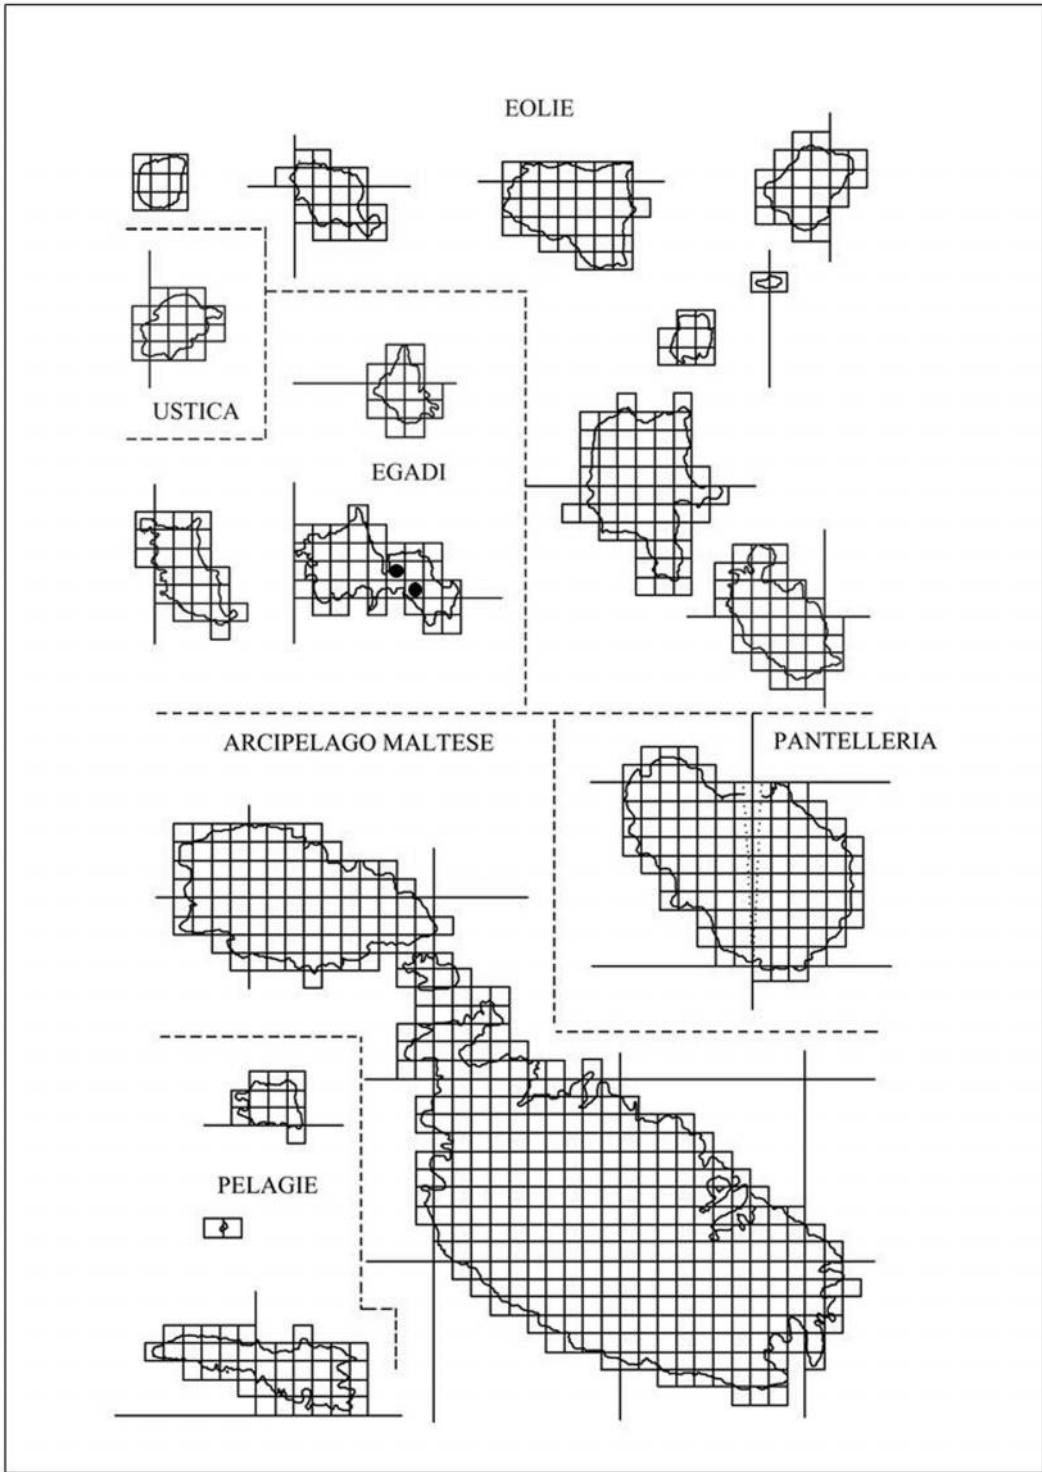 EOLIE
USTICA
EGADI
ARCIPELAGO MALTESE
PANTELLERIA
PELAGIE